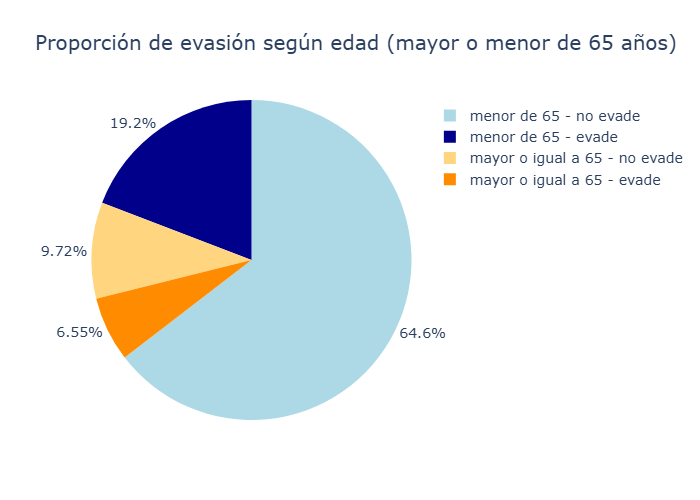 Proporción de evasión según edad (mayor o menor de 65 años)
menor de 65 - no evade
menor de 65 - evade
mayor o igual a 65 - no evade
mayor o igual a 65 - evade
19.2%
9.72%
6.55%
64.6%